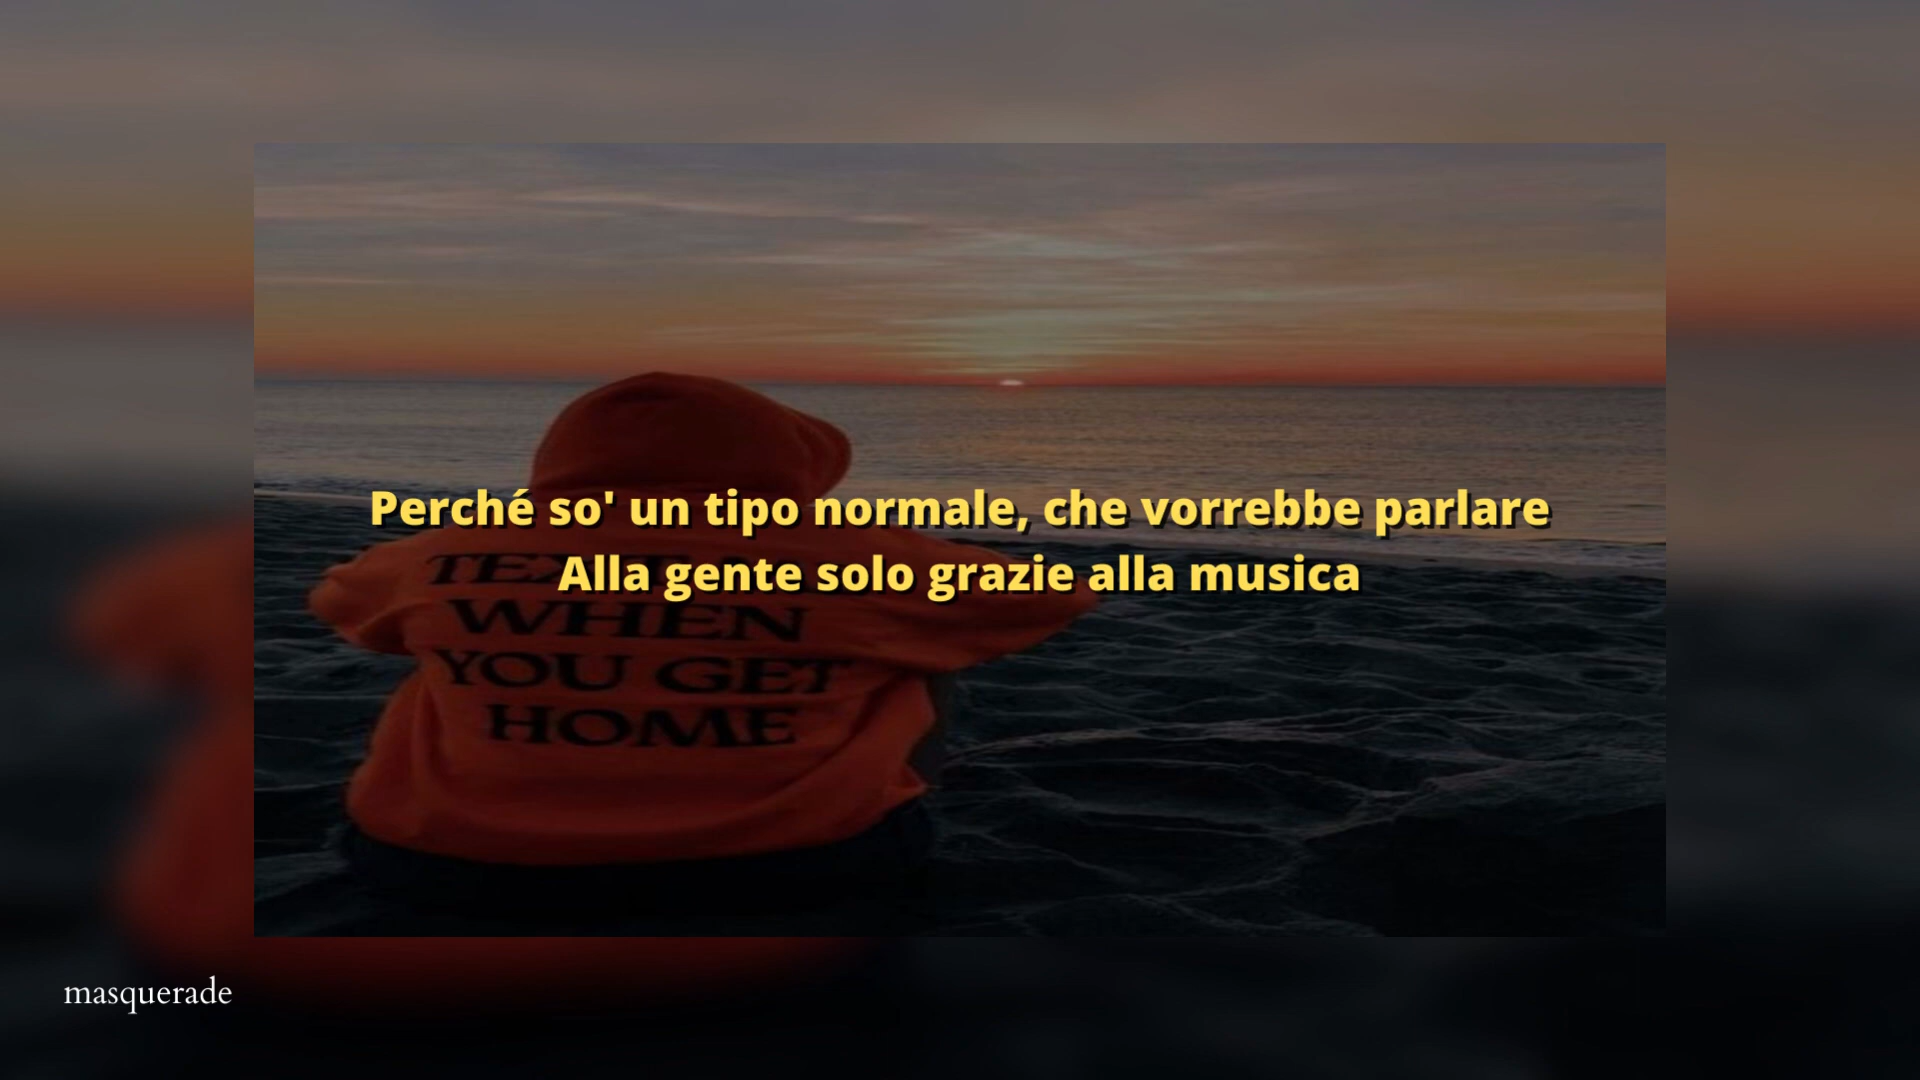 Perché so' un tipo normale, che vorrebbe parlare
Alla gente solo grazie alla musica
WHEN
YOU GET
HOME
masquerade